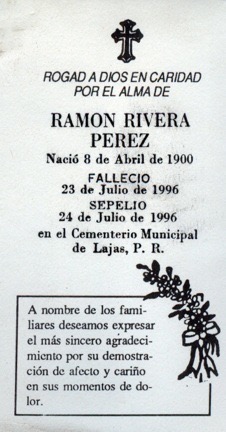 ROGAD A DIOS EN CARIDAD
POR EL ALMA DE
RAMON RIVERA
PEREZ
Nació 8 de Abril de 1900
FALLECIO
23 de Julio de 1996
SEPELIO
24 de Julio de 1996
en el Cementerio Municipal
de Lajas, P. R.
A nombre de los fami-
liares deseamos expresar
el más sincero agradeci-
miento por su demostra-
ción de afecto y cariño
en sus momentos de do-
lor.